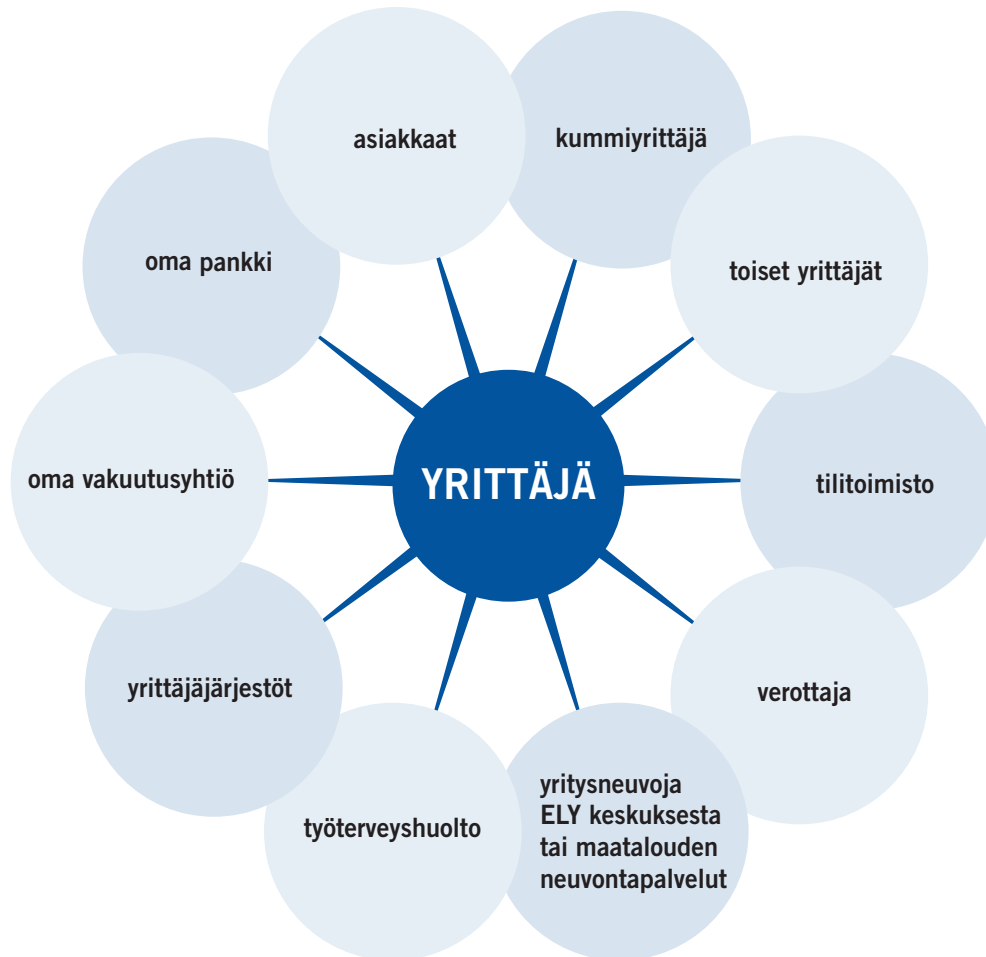 asiakkaat
kummiyrittäjä
toiset yrittäjät
tilitoimisto
verottaja
yritysneuvoja
ELY keskuksesta
tai maatalouden
neuvontapalvelut
työterveyshuolto
yrittäjäjärjestöt
oma vakuutusyhtiö
oma pankki
YRITTÄJÄ